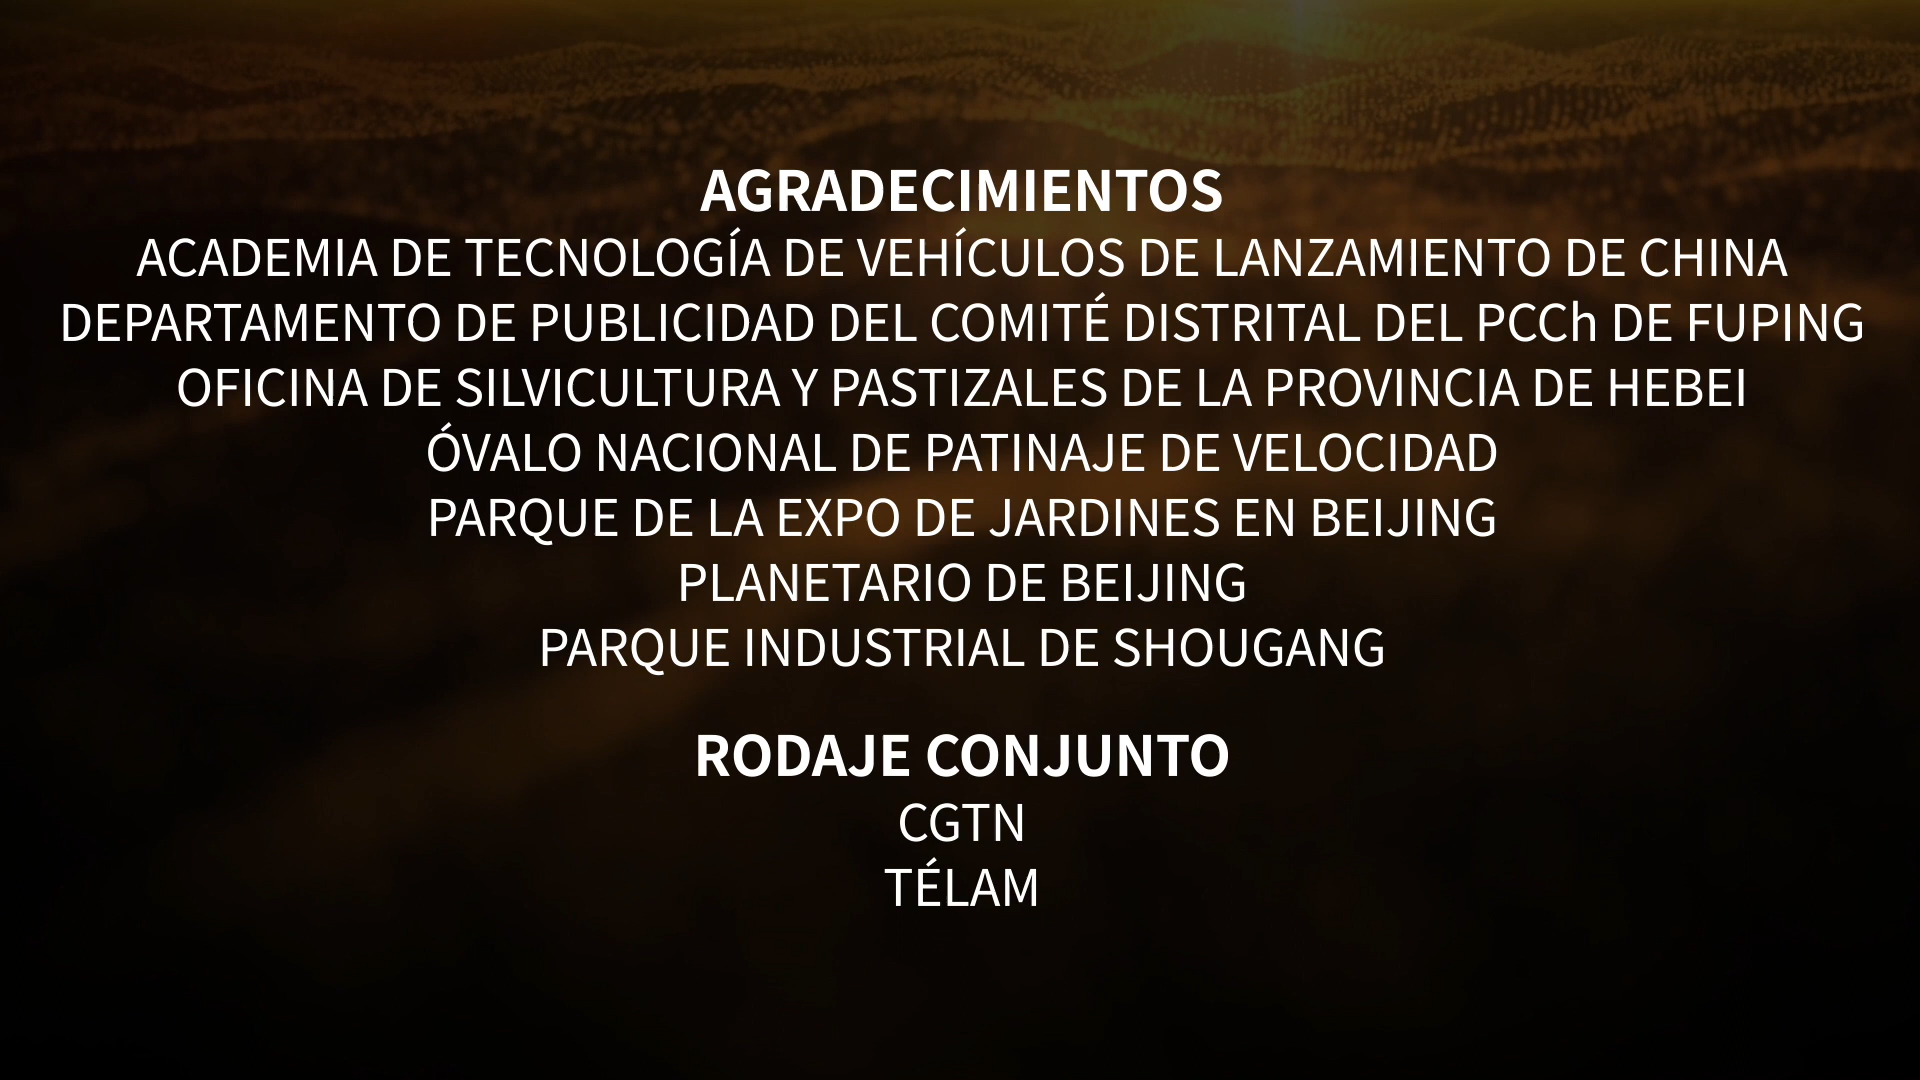 AGRADECIMIENTOS
ACADEMIA DE TECNOLOGÍA DE VEHÍCULOS DE LANZAMIENTO DE CHINA
DEPARTAMENTO DE PUBLICIDAD DEL COMITÉ DISTRITAL DEL PCCh DE FUPING
OFICINA DE SILVICULTURA Y PASTIZALES DE LA PROVINCIA DE HEBEI
ÓVALO NACIONAL DE PATINAJE DE VELOCIDAD
PARQUE DE LA EXPO DE JARDINES EN BEIJING
PLANETARIO DE BEIJING
PARQUE INDUSTRIAL DE SHOUGANG
RODAJE CONJUNTO
CGTN
TÉLAM